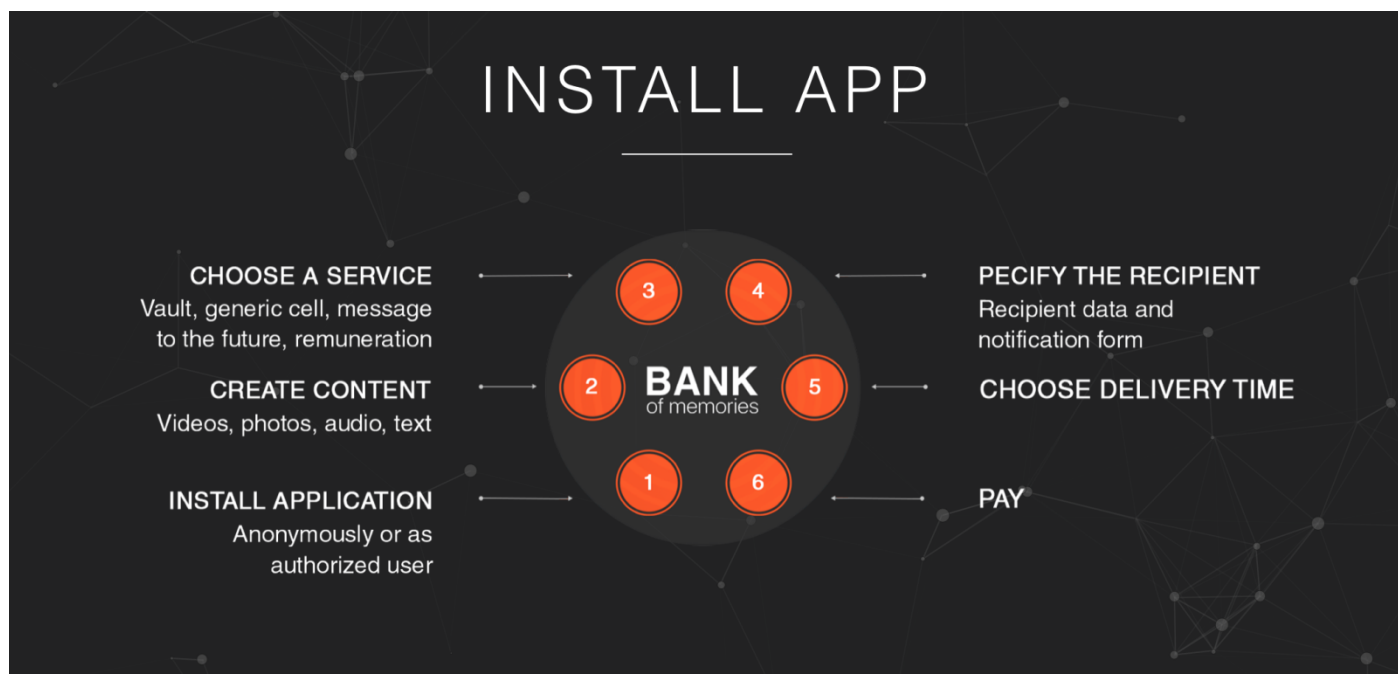 INSTALL APP
CHOOSE A SERVICE
Vault, generic cell, message
to the future, remuneration
CREATE CONTENT
Videos, photos, audio, text
INSTALL APPLICATION
Anonymously or as
authorized user
3
4
2
BANK
of memories
5
1
6
PECIFY THE RECIPIENT
Recipient data and
notification form
CHOOSE DELIVERY TIME
PAY